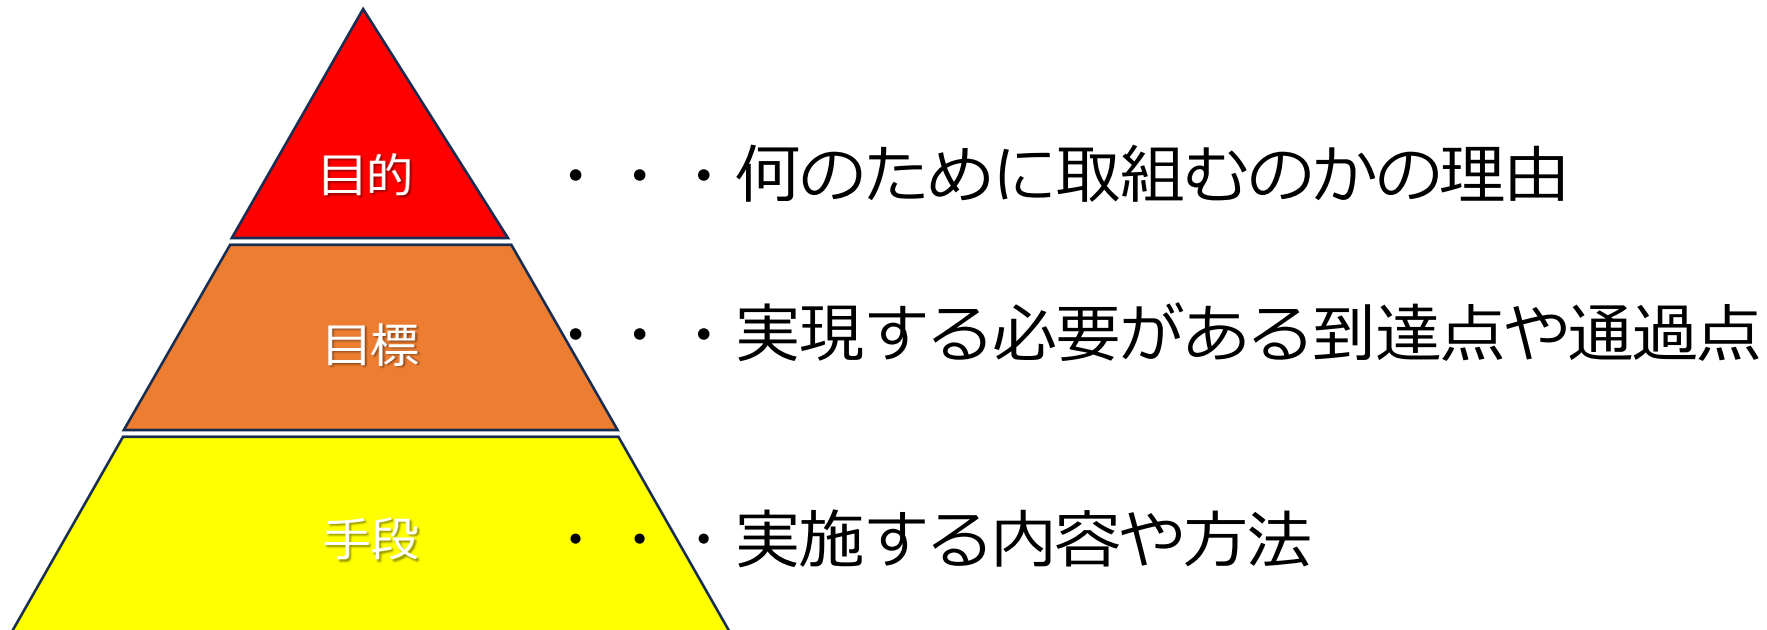 目的 ・・・何のために取組むのかの理由
目標 ・・・実現する必要がある到達点や通過点
手段 ・・・実施する内容や方法